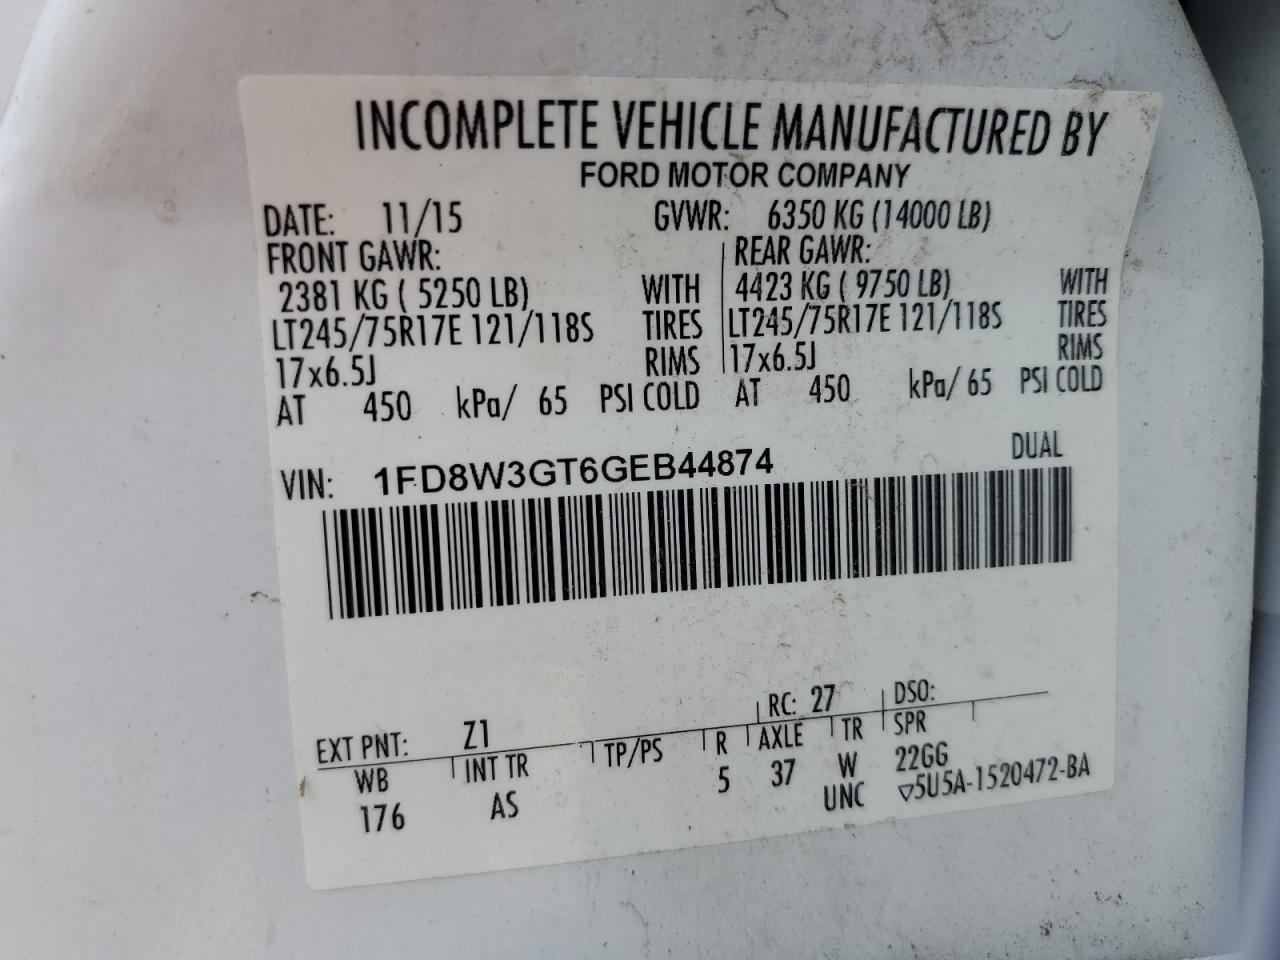 INCOMPLETE VEHICLE MANUFACTURED BY
FORD MOTOR COMPANY
DATE: 11/15 GVWR: 6350 KG (14000 LB)
FRONT GAWR: REAR GAWR:
2381 KG ( 5250 LB) WITH 4423 KG ( 9750 LB) WITH
LT245/75R17E 121/118S TIRES LT245/75R17E 121/118S TIRES
17x6.5J RIMS 17x6.5J RIMS
AT 450 kPa/ 65 PSI COLD AT 450 kPa/ 65 PSI COLD
VIN: 1FD8W3GT6GEB44874 DUAL
EXT PNT: Z1 RC: 27 DSO:
WB INT TR TP/PS R AXLE TR SPR
176 AS 5 37 W 22GG
UNC ▽5U5A-1520472-BA